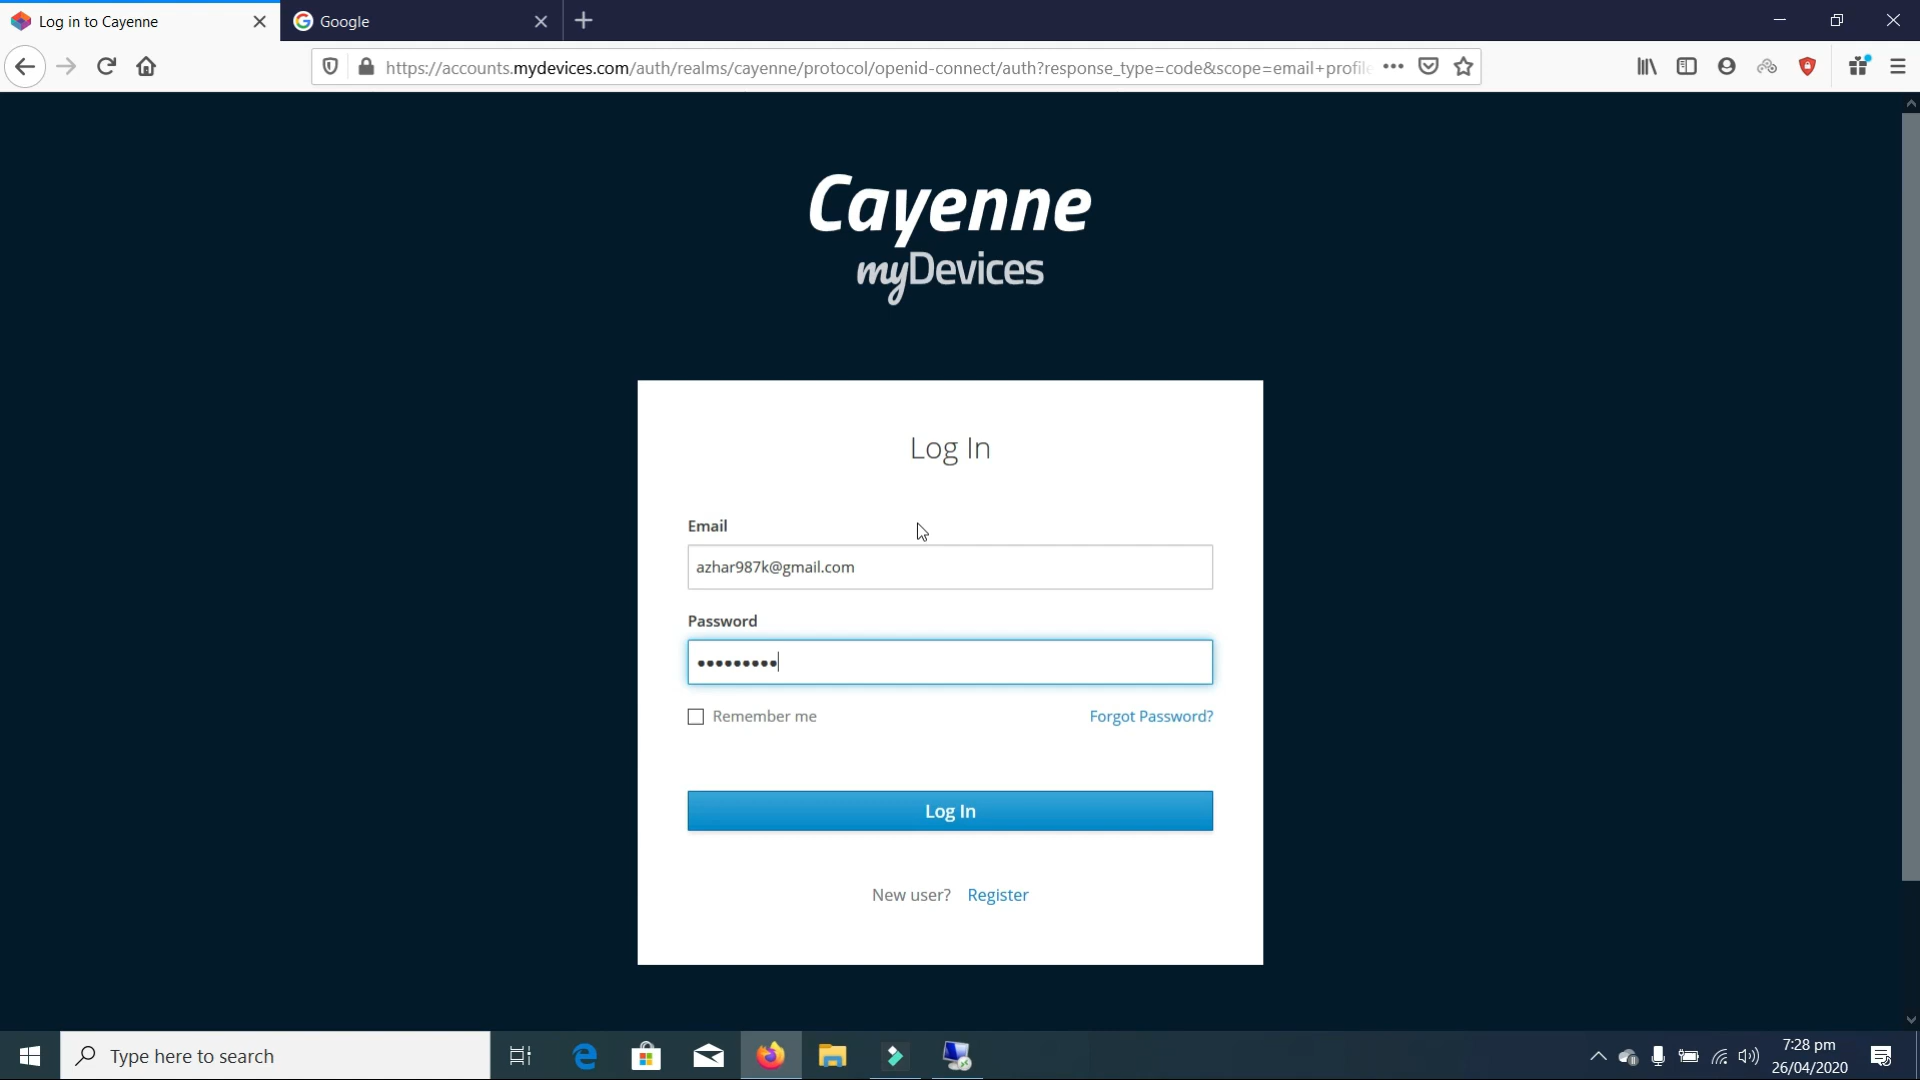 Log in to Cayenne
Google
https://accounts.mydevices.com/auth/realms/cayenne/protocol/openid-connect/auth?response_type=code&scope=email+profile
Cayenne
myDevices
Log In
Email
azhar987k@gmail.com
Password
•••••••••
Remember me
Forgot Password?
Log In
New user? Register
Type here to search
7:28 pm
26/04/2020